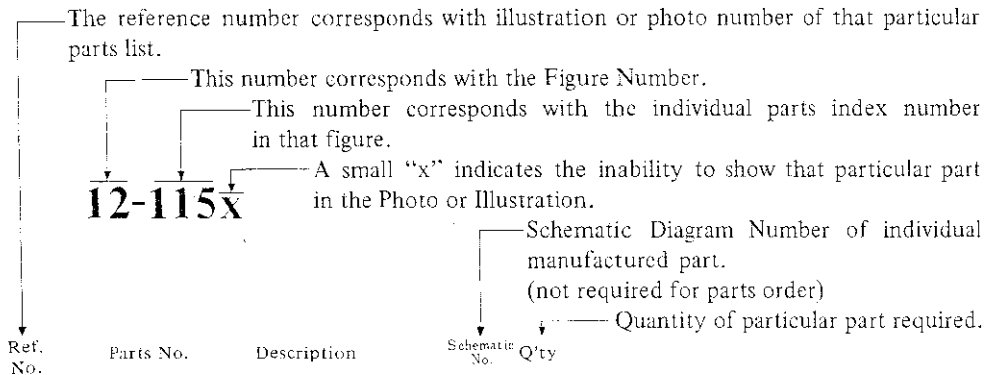 The reference number corresponds with illustration or photo number of that particular
parts list.
This number corresponds with the Figure Number.
This number corresponds with the individual parts index number
in that figure.
A small “x” indicates the inability to show that particular part
in the Photo or Illustration.
12-115x
Schematic Diagram Number of individual
manufactured part.
(not required for parts order)
Quantity of particular part required.
Ref. No.
Parts No.
Description
Schematic No.
Q'ty